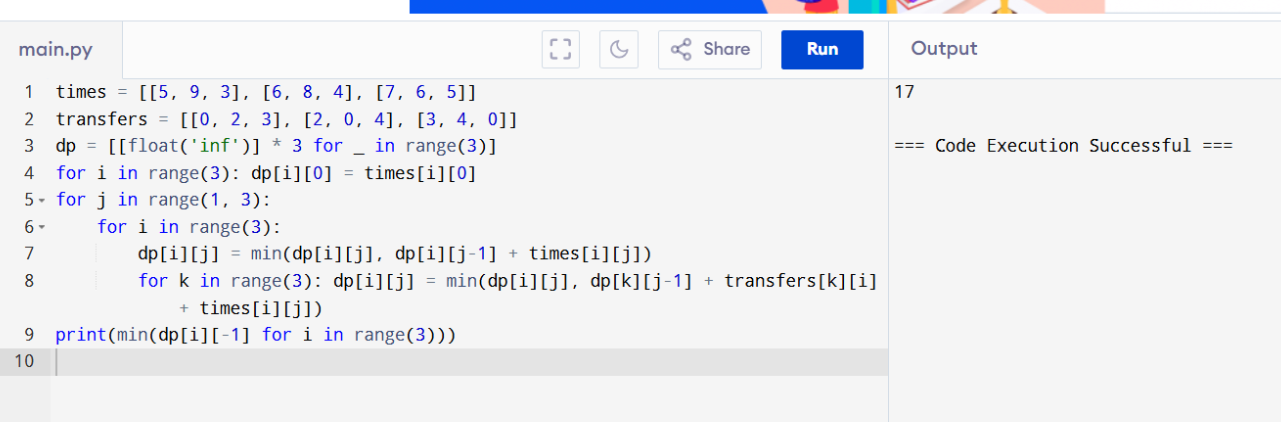 main.py
Share
Run
Output
1 times = [[5, 9, 3], [6, 8, 4], [7, 6, 5]]
2 transfers = [[0, 2, 3], [2, 0, 4], [3, 4, 0]]
3 dp = [[float('inf')] * 3 for _ in range(3)]
4 for i in range(3): dp[i][0] = times[i][0]
5 for j in range(1, 3):
6     for i in range(3):
7         dp[i][j] = min(dp[i][j], dp[i][j-1] + times[i][j])
8         for k in range(3): dp[i][j] = min(dp[i][j], dp[k][j-1] + transfers[k][i]
            + times[i][j])
9 print(min(dp[i][-1] for i in range(3)))
10
17
=== Code Execution Successful ===